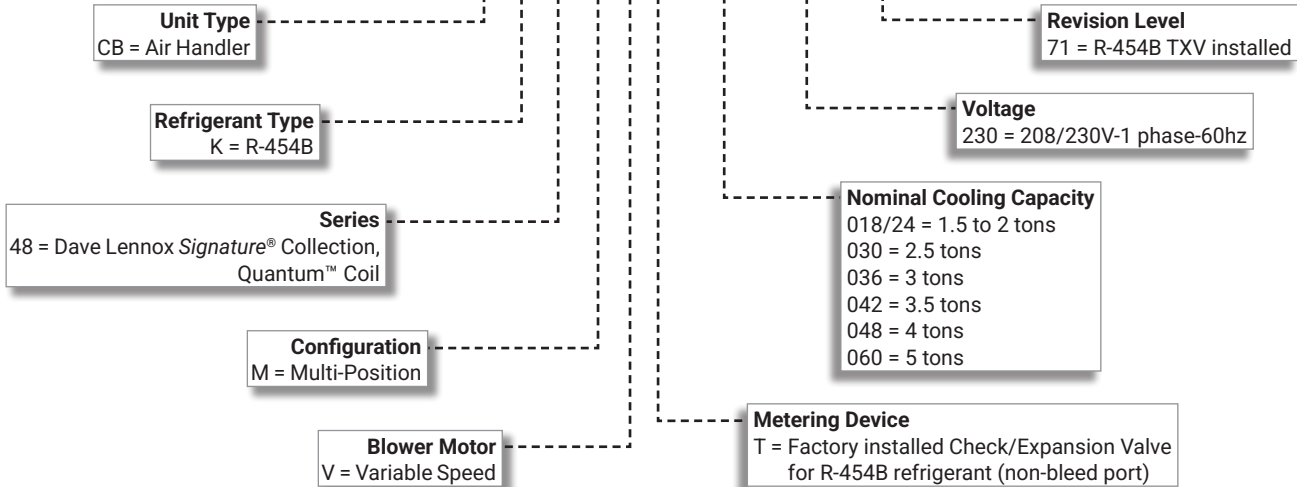 Unit Type
CB = Air Handler
Refrigerant Type
K = R-454B
Series
48 = Dave Lennox Signature® Collection,
Quantum™ Coil
Configuration
M = Multi-Position
Blower Motor
V = Variable Speed
Revision Level
71 = R-454B TXV installed
Voltage
230 = 208/230V-1 phase-60hz
Nominal Cooling Capacity
018/24 = 1.5 to 2 tons
030 = 2.5 tons
036 = 3 tons
042 = 3.5 tons
048 = 4 tons
060 = 5 tons
Metering Device
T = Factory installed Check/Expansion Valve
for R-454B refrigerant (non-bleed port)